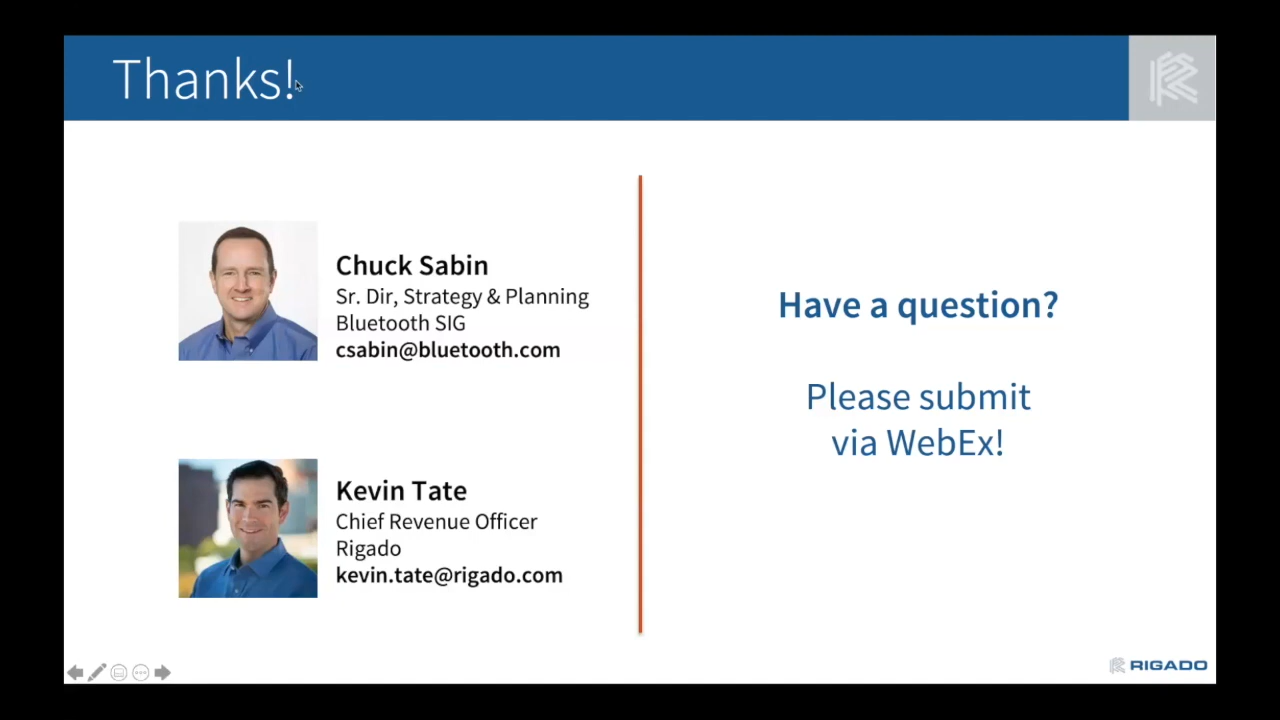 Thanks!
Chuck Sabin
Sr. Dir, Strategy & Planning
Bluetooth SIG
csabin@bluetooth.com
Kevin Tate
Chief Revenue Officer
Rigado
kevin.tate@rigado.com
Have a question?
Please submit
via WebEx!
RIGADO